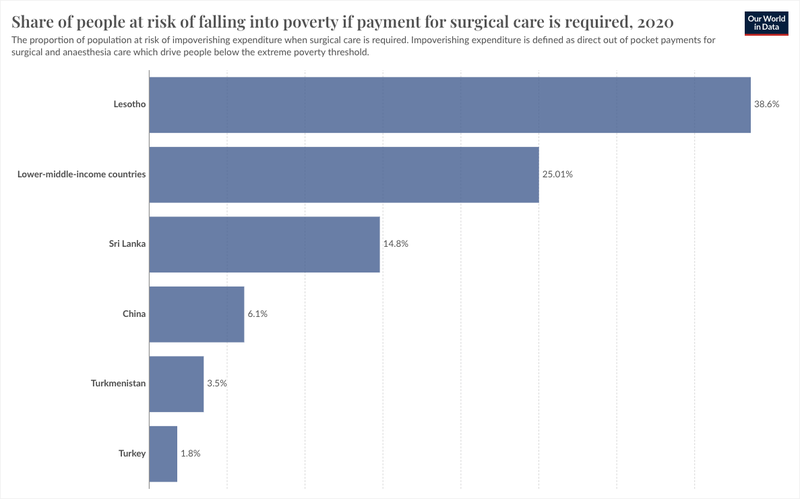 Share of people at risk of falling into poverty if payment for surgical care is required, 2020
Our World
in Data
The proportion of population at risk of impoverishing expenditure when surgical care is required. Impoverishing expenditure is defined as direct out of pocket payments for
surgical and anaesthesia care which drive people below the extreme poverty threshold.
Lesotho
38.6%
Lower-middle-income countries
25.01%
Sri Lanka
14.8%
China
6.1%
Turkmenistan
3.5%
Turkey
1.8%